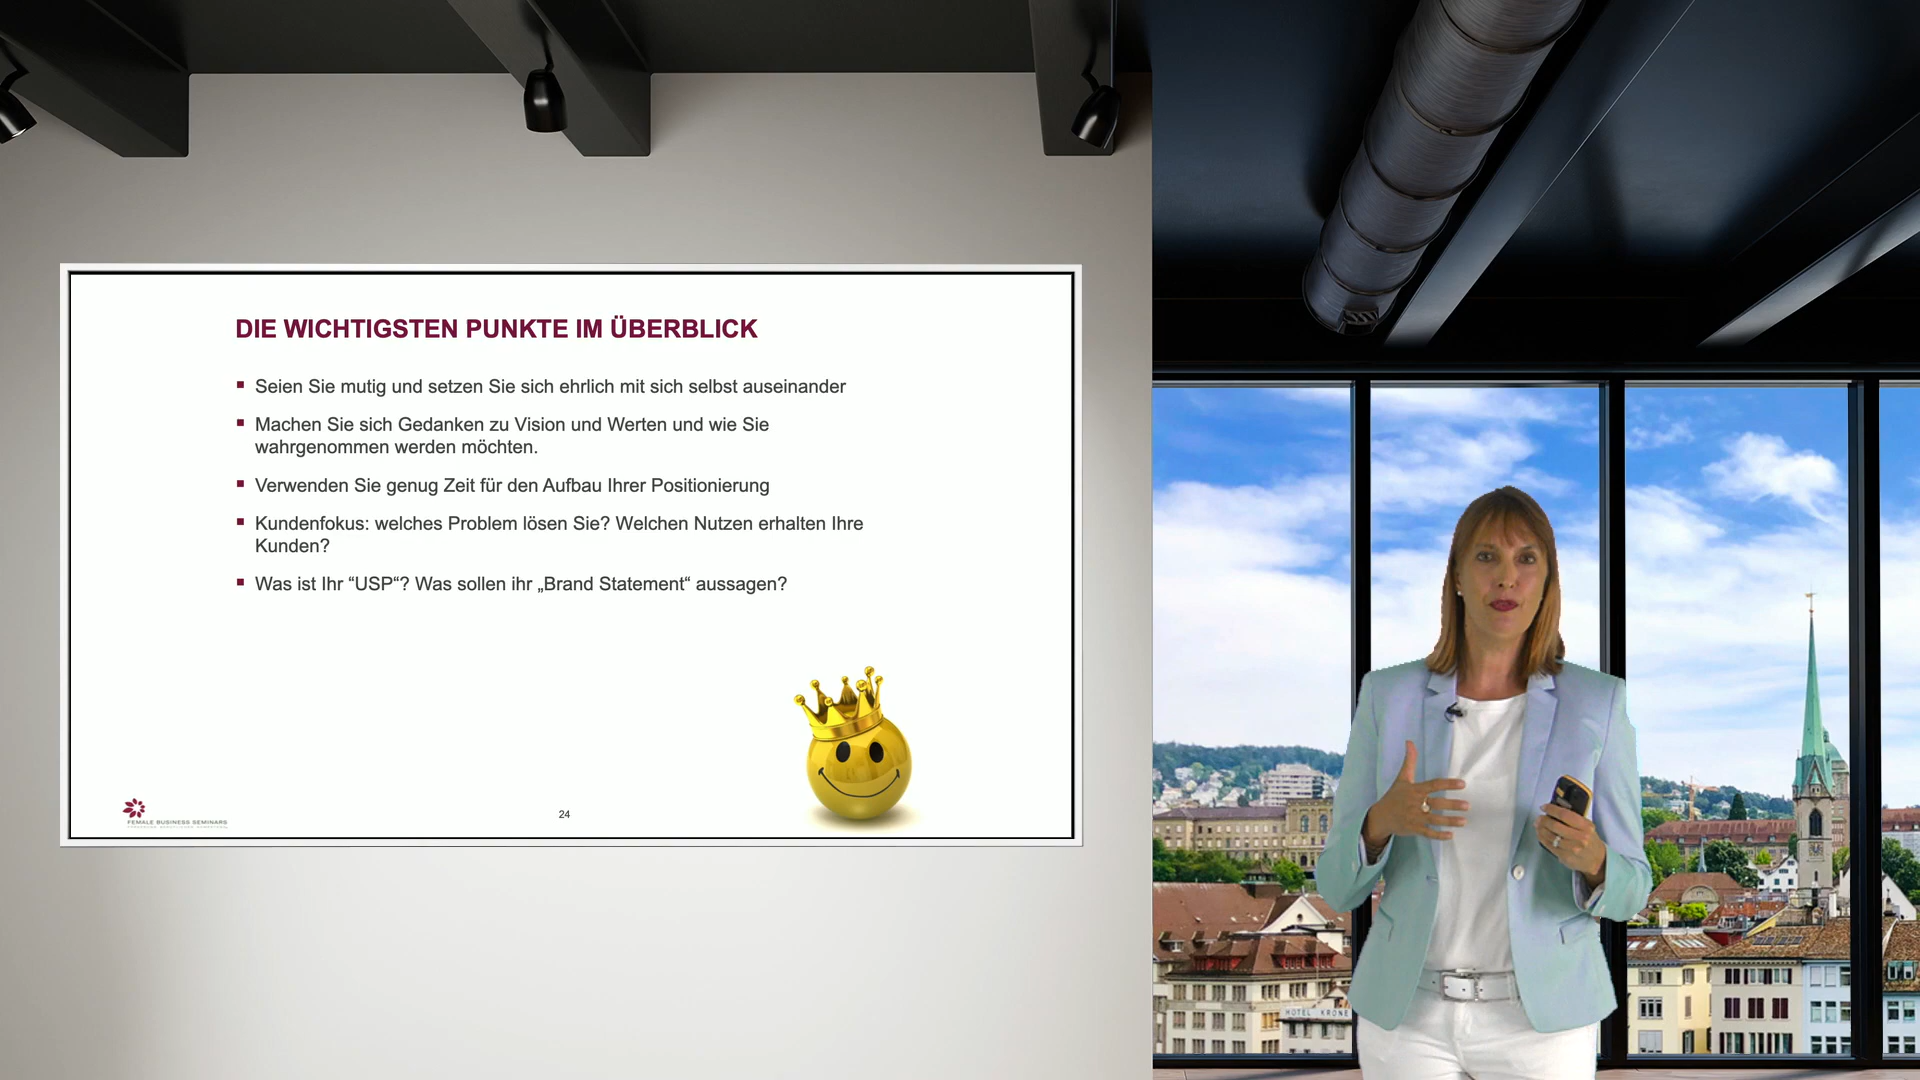 DIE WICHTIGSTEN PUNKTE IM ÜBERBLICK
Seien Sie mutig und setzen Sie sich ehrlich mit sich selbst auseinander
Machen Sie sich Gedanken zu Vision und Werten und wie Sie
wahrgenommen werden möchten.
Verwenden Sie genug Zeit für den Aufbau Ihrer Positionierung
Kundenfokus: welches Problem lösen Sie? Welchen Nutzen erhalten Ihre
Kunden?
Was ist Ihr “USP“? Was sollen ihr „Brand Statement“ aussagen?
FEMALE BUSINESS SEMINARS
24
HOTEL KRONE